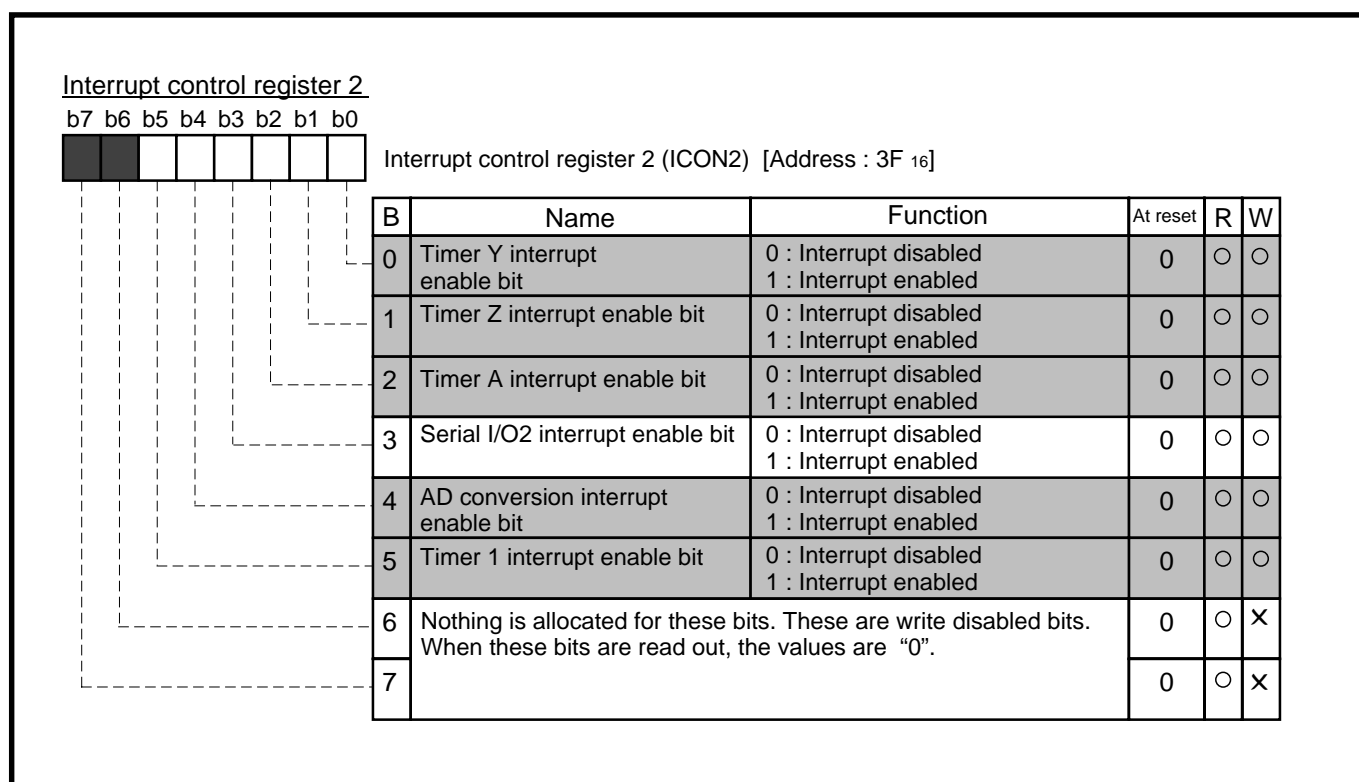 Interrupt control register 2
b7 b6 b5 b4 b3 b2 b1 b0
Interrupt control register 2 (ICON2) [Address : 3F 16]
B Name Function At reset R W
0 Timer Y interrupt 0 : Interrupt disabled 0 ○ ○
enable bit 1 : Interrupt enabled
1 Timer Z interrupt enable bit 0 : Interrupt disabled 0 ○ ○
1 : Interrupt enabled
2 Timer A interrupt enable bit 0 : Interrupt disabled 0 ○ ○
1 : Interrupt enabled
3 Serial I/O2 interrupt enable bit 0 : Interrupt disabled 0 ○ ○
1 : Interrupt enabled
4 AD conversion interrupt 0 : Interrupt disabled 0 ○ ○
enable bit 1 : Interrupt enabled
5 Timer 1 interrupt enable bit 0 : Interrupt disabled 0 ○ ○
1 : Interrupt enabled
6 Nothing is allocated for these bits. These are write disabled bits. 0 ○ ×
When these bits are read out, the values are “0”.
7 0 ○ ×